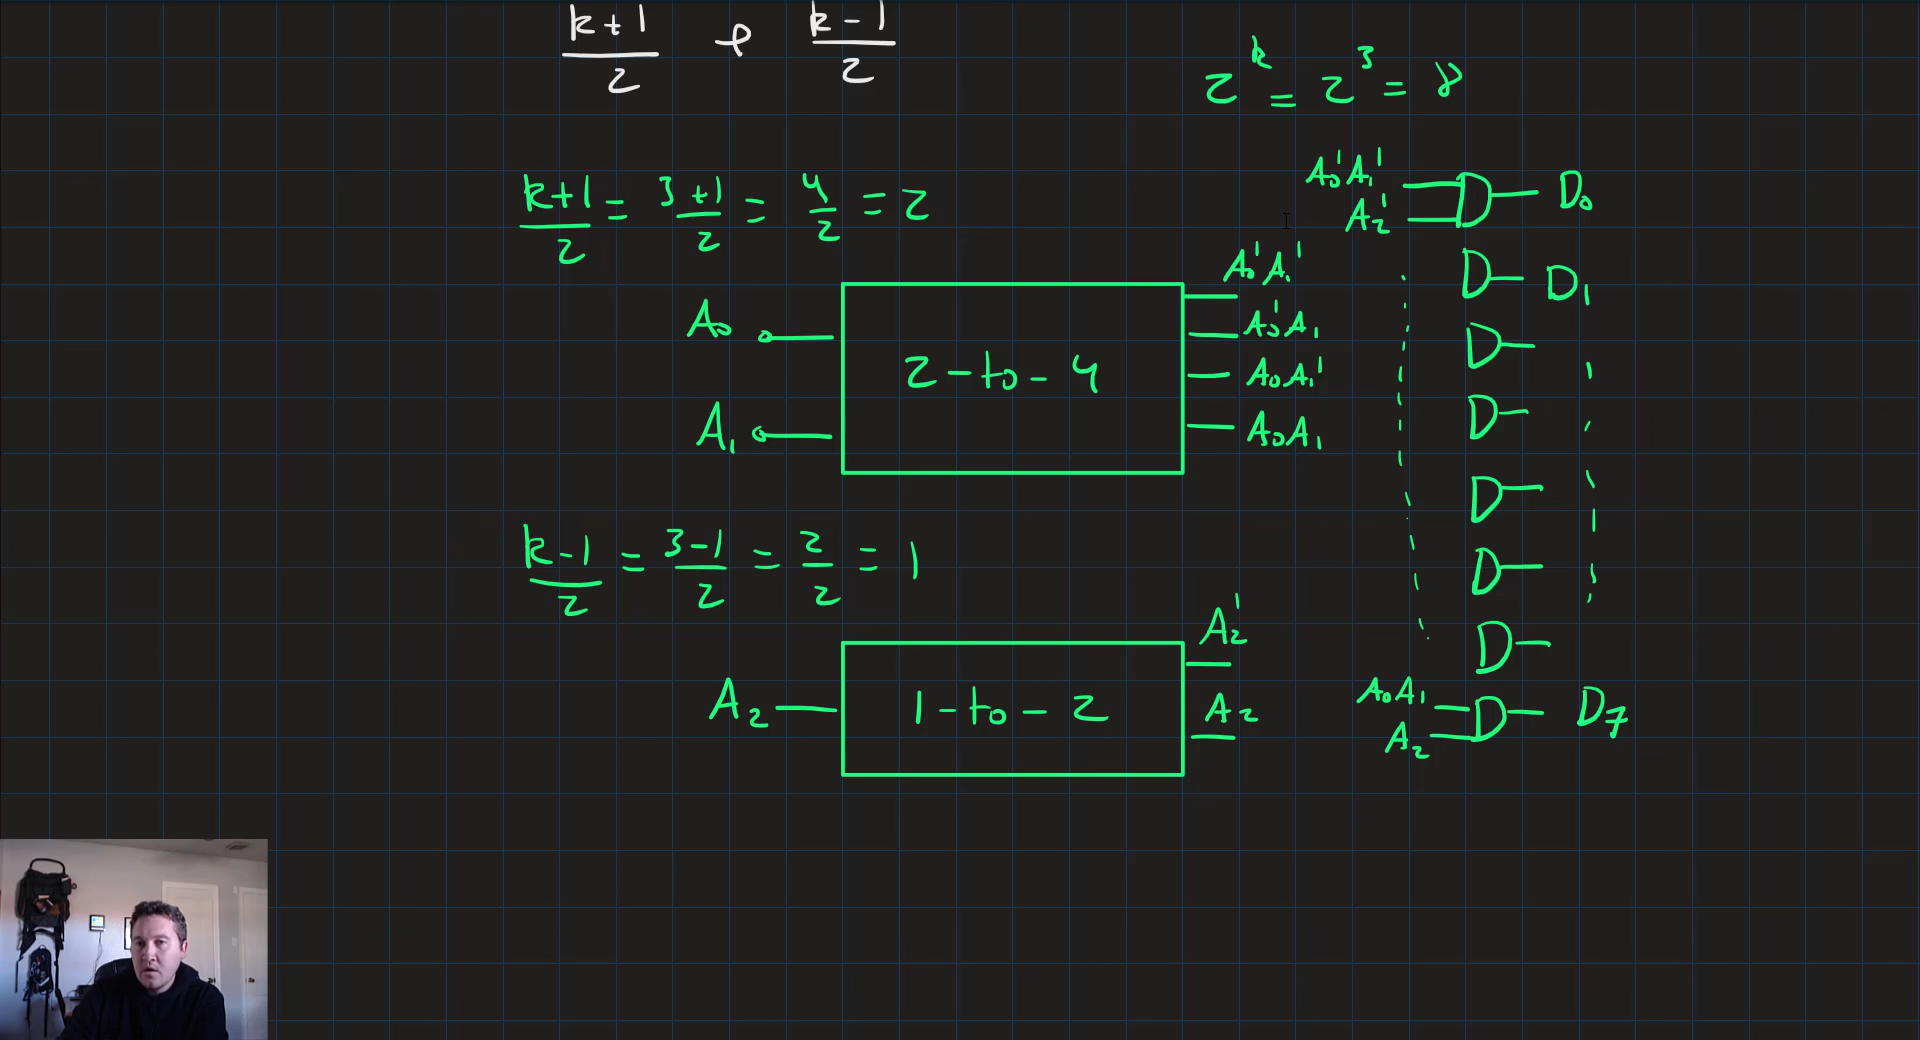 k+1/2 e k-1/2
2^k = 2^3 = 8
k+1/2 = 3+1/2 = 4/2 = 2
A0 A1
2-to-4
A0'A1'
A0'A1
A0A1'
A0A1
k-1/2 = 3-1/2 = 2/2 = 1
A2
1-to-2
A2'
A2
A0'A1'
A2'
D0
D1
A0A1
A2
D7